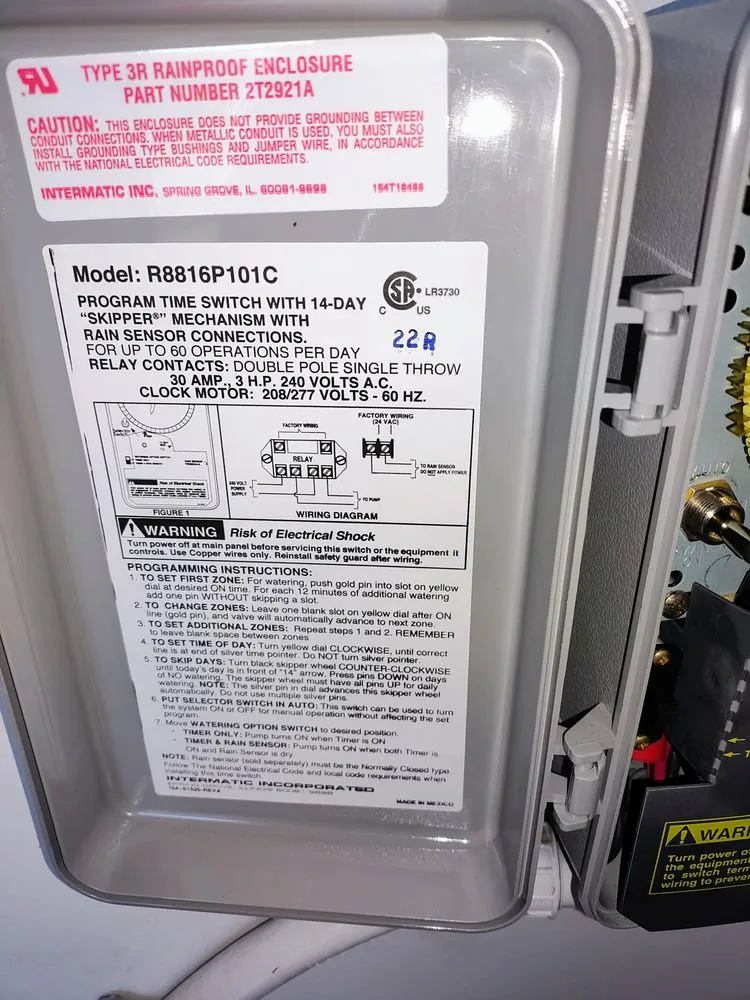 TYPE 3R RAINPROOF ENCLOSURE
PART NUMBER 2T2921A
CAUTION: THIS ENCLOSURE DOES NOT PROVIDE GROUNDING BETWEEN
CONDUIT CONNECTIONS. WHEN METALLIC CONDUIT IS USED, YOU MUST ALSO
INSTALL GROUNDING TYPE BUSHINGS AND JUMPER WIRE, IN ACCORDANCE
WITH THE NATIONAL ELECTRICAL CODE REQUIREMENTS.
INTERMATIC INC, SPRING GROVE, IL. 60081-9698
Model: R8816P101C
PROGRAM TIME SWITCH WITH 14-DAY
"SKIPPER®" MECHANISM WITH
RAIN SENSOR CONNECTIONS.
FOR UP TO 60 OPERATIONS PER DAY
RELAY CONTACTS: DOUBLE POLE SINGLE THROW
30 AMP., 3 H.P. 240 VOLTS A.C.
CLOCK MOTOR: 208/277 VOLTS - 60 HZ.
C SA US
LR3730
22R
FACTORY WIRING
RELAY
240 VOLT
POWER
SUPPLY
TO PUMP
FACTORY WIRING
(24 VAC)
TO RAIN SENSOR
DO NOT APPLY POWER
FIGURE 1
WIRING DIAGRAM
WARNING Risk of Electrical Shock
Turn power off at main panel before servicing this switch or the equipment it
controls. Use Copper wires only. Reinstall safety guard after wiring.
PROGRAMMING INSTRUCTIONS:
1. TO SET FIRST ZONE: For watering, push gold pin into slot on yellow
dial at desired ON time. For each 12 minutes of additional watering
add one pin WITHOUT skipping a slot.
2. TO CHANGE ZONES: Leave one blank slot on yellow dial after ON
line (gold pin), and valve will automatically advance to next zone.
3. TO SET ADDITIONAL ZONES: Repeat steps 1 and 2. REMEMBER
to leave blank space between zones
4. TO SET TIME OF DAY: Turn yellow dial CLOCKWISE, until correct
line is at end of silver time pointer. Do NOT turn silver pointer.
5. TO SKIP DAYS: Turn black skipper wheel COUNTER-CLOCKWISE
until today's day is in front of "14" arrow. Press pins DOWN on days
of NO watering. The skipper wheel must have all pins UP for daily
watering. NOTE: The silver pin in dial advances this skipper wheel
automatically. Do not use multiple silver pins.
6. PUT SELECTOR SWITCH IN AUTO: This switch can be used to turn
the system ON or OFF for manual operation without affecting the set
program.
7. Move WATERING OPTION SWITCH to desired position.
· TIMER ONLY: Pump turns ON when Timer is ON
· TIMER & RAIN SENSOR: Pump turns ON when both Timer is
ON and Rain Sensor is dry.
NOTE: Rain sensor (sold separately) must be the Normally Closed type.
Follow The National Electrical Code and local code requirements when
installing this time switch.
INTERMATIC INCORPORATED
MADE IN MEXICO
AUTO
WARN
Turn power o
the equipmen
to switch term
wiring to preve